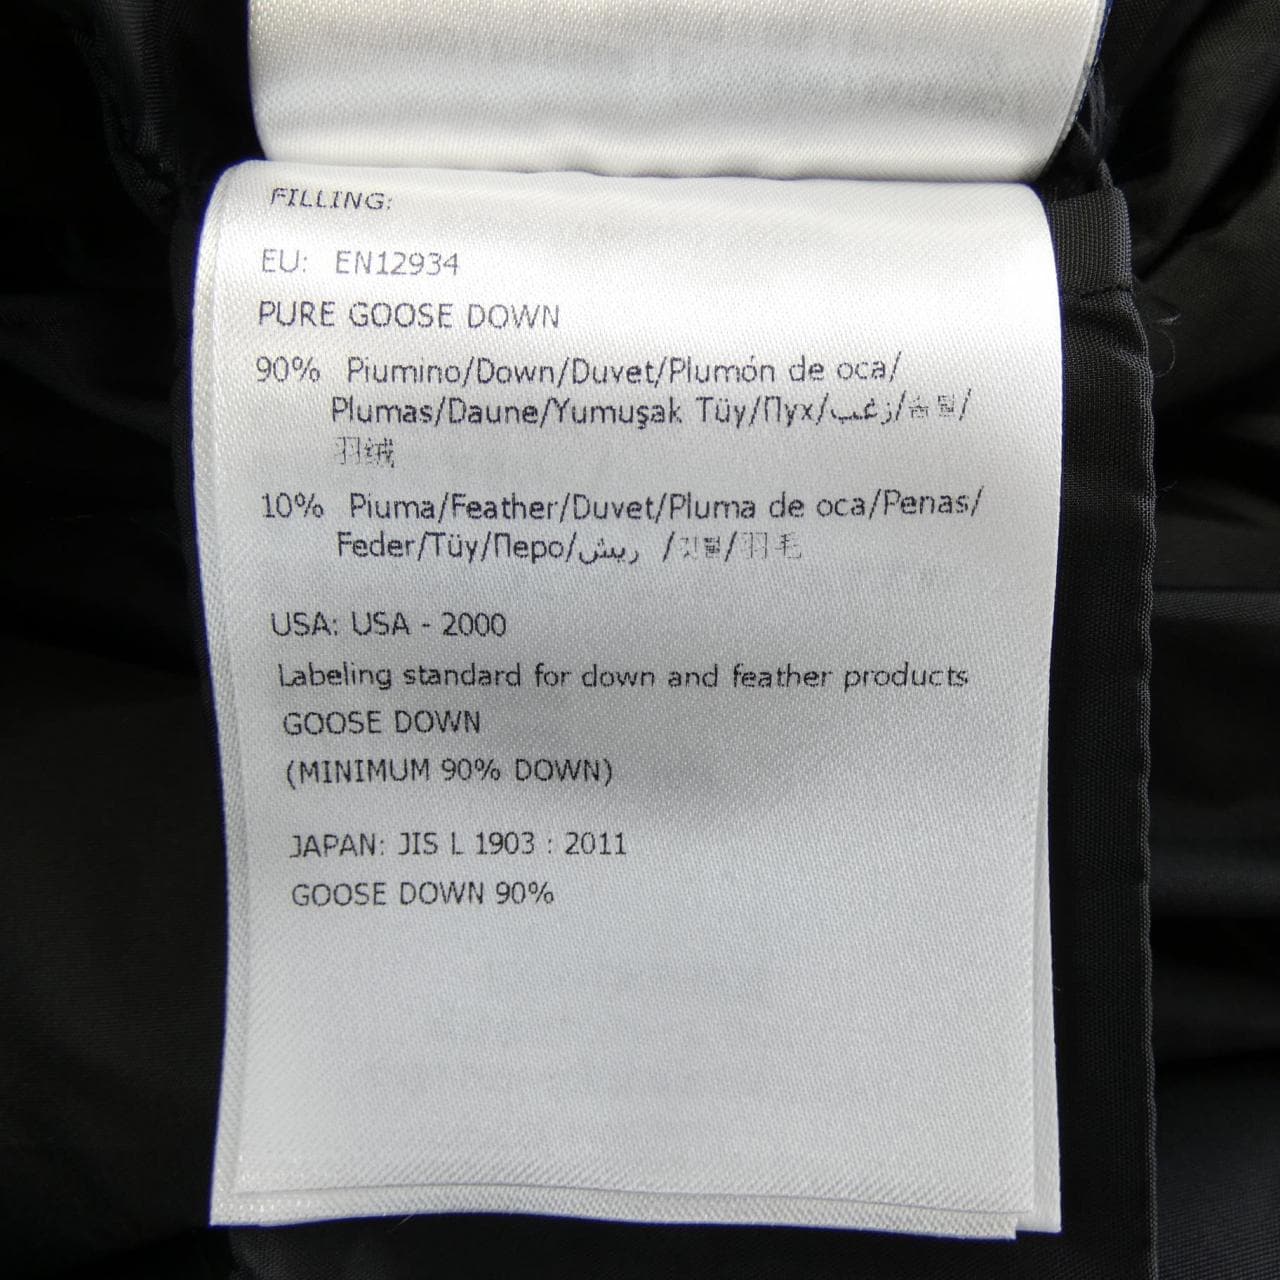 FILLING:
EU: EN12934
PURE GOOSE DOWN
90% Piumino/Down/Duvet/Plumón de oca/
Plumas/Daune/Yumuşak Tüy/Пух/زغب/솜털/
羽绒
10% Piuma/Feather/Duvet/Pluma de oca/Penas/
Feder/Tüy/Перо/ريش /깃털/羽毛
USA: USA - 2000
Labeling standard for down and feather products
GOOSE DOWN
(MINIMUM 90% DOWN)
JAPAN: JIS L 1903 : 2011
GOOSE DOWN 90%